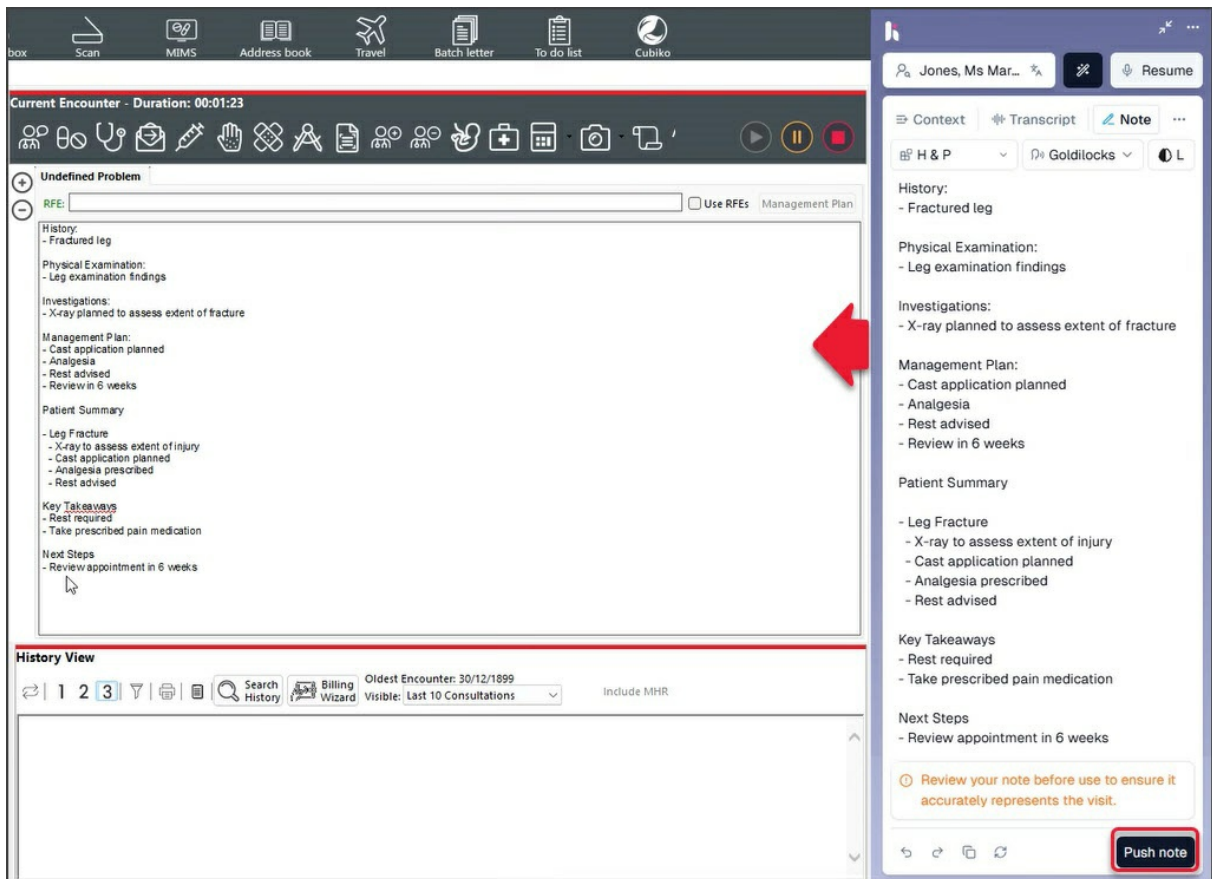 box
Scan
MIMS
Address book
Travel
Batch letter
To do list
Cubiko
Current Encounter - Duration: 00:01:23
Undefined Problem
RFE:
Use RFEs
Management Plan
History:
- Fractured leg
Physical Examination:
- Leg examination findings
Investigations:
- X-ray planned to assess extent of fracture
Management Plan:
- Cast application planned
- Analgesia
- Rest advised
- Review in 6 weeks
Patient Summary
- Leg Fracture
- X-ray to assess extent of injury
- Cast application planned
- Analgesia prescribed
- Rest advised
Key Takeaways
- Rest required
- Take prescribed pain medication
Next Steps
- Review appointment in 6 weeks
History View
1 2 3
Search
History
Billing
Wizard
Oldest Encounter: 30/12/1899
Visible: Last 10 Consultations
Include MHR
h
Jones, Ms Mar...
Resume
Context
Transcript
Note
H & P
Goldilocks
L
History:
- Fractured leg
Physical Examination:
- Leg examination findings
Investigations:
- X-ray planned to assess extent of fracture
Management Plan:
- Cast application planned
- Analgesia
- Rest advised
- Review in 6 weeks
Patient Summary
- Leg Fracture
- X-ray to assess extent of injury
- Cast application planned
- Analgesia prescribed
- Rest advised
Key Takeaways
- Rest required
- Take prescribed pain medication
Next Steps
- Review appointment in 6 weeks
Review your note before use to ensure it
accurately represents the visit.
Push note